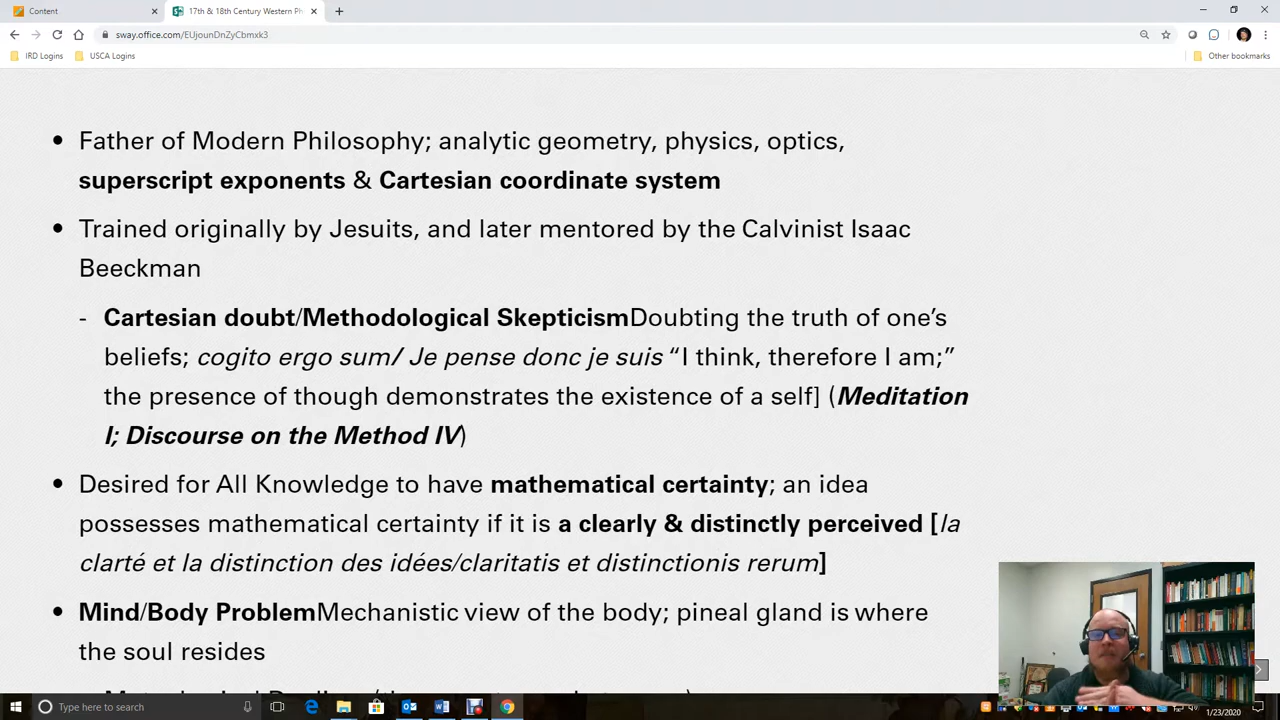 Content
17th & 18th Century Western Ph
sway.office.com/EUjounDnZyCbmxk3
IRD Logins
USCA Logins
Other bookmarks
• Father of Modern Philosophy; analytic geometry, physics, optics,
superscript exponents & Cartesian coordinate system
• Trained originally by Jesuits, and later mentored by the Calvinist Isaac
Beeckman
- Cartesian doubt/Methodological SkepticismDoubting the truth of one's
beliefs; cogito ergo sum/ Je pense donc je suis “I think, therefore I am;”
the presence of though demonstrates the existence of a self] (Meditation
I; Discourse on the Method IV)
• Desired for All Knowledge to have mathematical certainty; an idea
possesses mathematical certainty if it is a clearly & distinctly perceived [la
clarté et la distinction des idées/claritatis et distinctionis rerum]
• Mind/Body ProblemMechanistic view of the body; pineal gland is where
the soul resides
Type here to search
1/23/2020